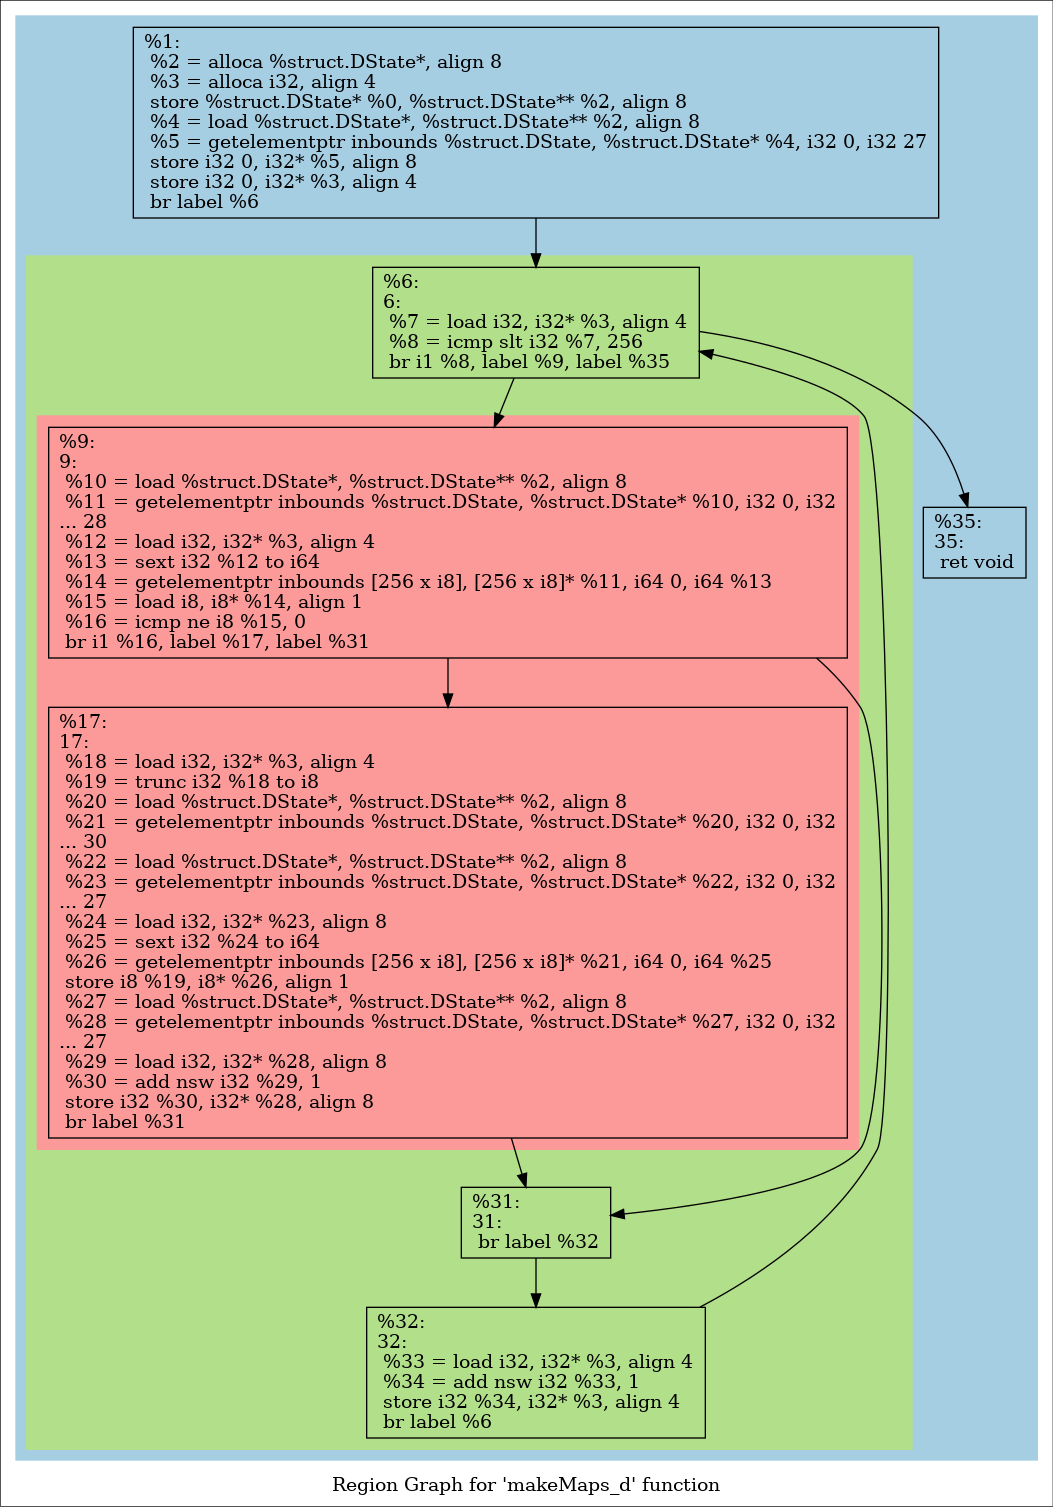 %1:
%2 = alloca %struct.DState*, align 8
%3 = alloca i32, align 4
store %struct.DState* %0, %struct.DState** %2, align 8
%4 = load %struct.DState*, %struct.DState** %2, align 8
%5 = getelementptr inbounds %struct.DState, %struct.DState* %4, i32 0, i32 27
store i32 0, i32* %5, align 8
store i32 0, i32* %3, align 4
br label %6
%6:
6:
%7 = load i32, i32* %3, align 4
%8 = icmp slt i32 %7, 256
br i1 %8, label %9, label %35
%9:
9:
%10 = load %struct.DState*, %struct.DState** %2, align 8
%11 = getelementptr inbounds %struct.DState, %struct.DState* %10, i32 0, i32
... 28
%12 = load i32, i32* %3, align 4
%13 = sext i32 %12 to i64
%14 = getelementptr inbounds [256 x i8], [256 x i8]* %11, i64 0, i64 %13
%15 = load i8, i8* %14, align 1
%16 = icmp ne i8 %15, 0
br i1 %16, label %17, label %31
%35:
35:
ret void
%17:
17:
%18 = load i32, i32* %3, align 4
%19 = trunc i32 %18 to i8
%20 = load %struct.DState*, %struct.DState** %2, align 8
%21 = getelementptr inbounds %struct.DState, %struct.DState* %20, i32 0, i32
... 30
%22 = load %struct.DState*, %struct.DState** %2, align 8
%23 = getelementptr inbounds %struct.DState, %struct.DState* %22, i32 0, i32
... 27
%24 = load i32, i32* %23, align 8
%25 = sext i32 %24 to i64
%26 = getelementptr inbounds [256 x i8], [256 x i8]* %21, i64 0, i64 %25
store i8 %19, i8* %26, align 1
%27 = load %struct.DState*, %struct.DState** %2, align 8
%28 = getelementptr inbounds %struct.DState, %struct.DState* %27, i32 0, i32
... 27
%29 = load i32, i32* %28, align 8
%30 = add nsw i32 %29, 1
store i32 %30, i32* %28, align 8
br label %31
%31:
31:
br label %32
%32:
32:
%33 = load i32, i32* %3, align 4
%34 = add nsw i32 %33, 1
store i32 %34, i32* %3, align 4
br label %6
Region Graph for 'makeMaps_d' function